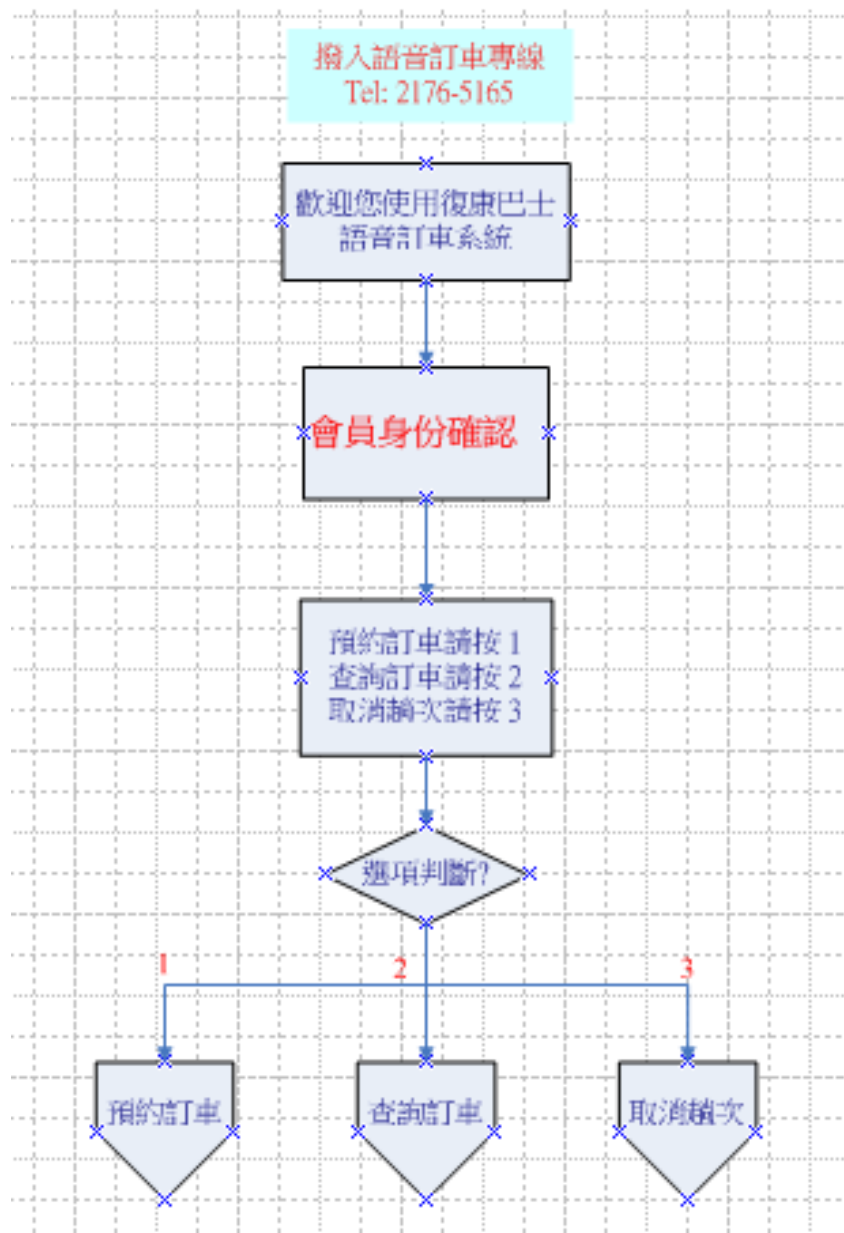 撥入語音訂車專線
Tel: 2176-5165
歡迎您使用復康巴士
語音訂車系統
會員身份確認
預約訂車請按 1
查詢訂車請按 2
取消趟次請按 3
選項判斷?
1
2
3
預約訂車
查詢訂車
取消趟次